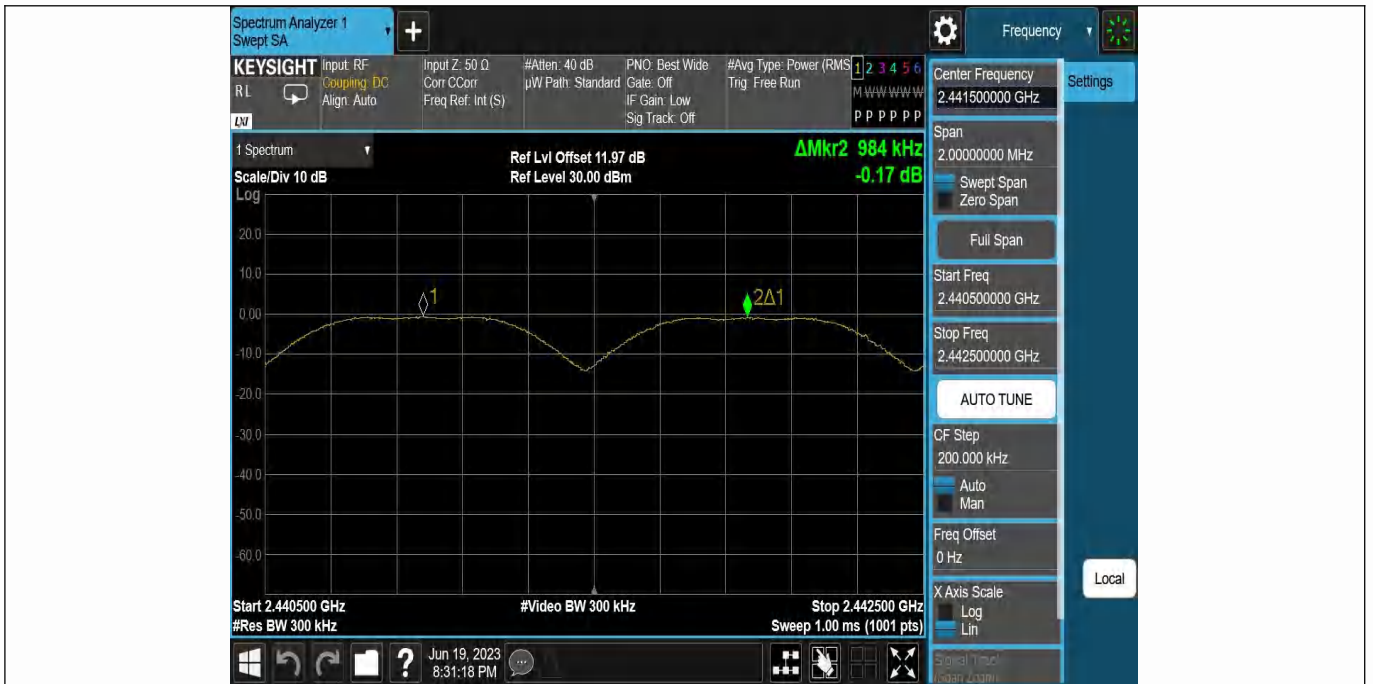 Spectrum Analyzer 1
Swept SA
+
Frequency
KEYSIGHT
RL
LXI
Input: RF
Coupling: DC
Align: Auto
Input Z: 50 Ω
Corr CCorr
Freq Ref: Int (S)
#Atten: 40 dB
µW Path: Standard
PNO: Best Wide
Gate: Off
IF Gain: Low
Sig Track: Off
#Avg Type: Power (RMS
Trig: Free Run
1 2 3 4 5 6
M W W W W W
P P P P P P
1 Spectrum
Scale/Div 10 dB
Log
Ref Lvl Offset 11.97 dB
Ref Level 30.00 dBm
ΔMkr2 984 kHz
-0.17 dB
20.0
10.0
0.00
-10.0
-20.0
-30.0
-40.0
-50.0
-60.0
1
2Δ1
Start 2.440500 GHz
#Res BW 300 kHz
#Video BW 300 kHz
Stop 2.442500 GHz
Sweep 1.00 ms (1001 pts)
Center Frequency
2.441500000 GHz
Settings
Span
2.00000000 MHz
Swept Span
Zero Span
Full Span
Start Freq
2.440500000 GHz
Stop Freq
2.442500000 GHz
AUTO TUNE
CF Step
200.000 kHz
Auto
Man
Freq Offset
0 Hz
X Axis Scale
Log
Lin
Local
Signal Track
(Span Zoom)
?
Jun 19, 2023
8:31:18 PM